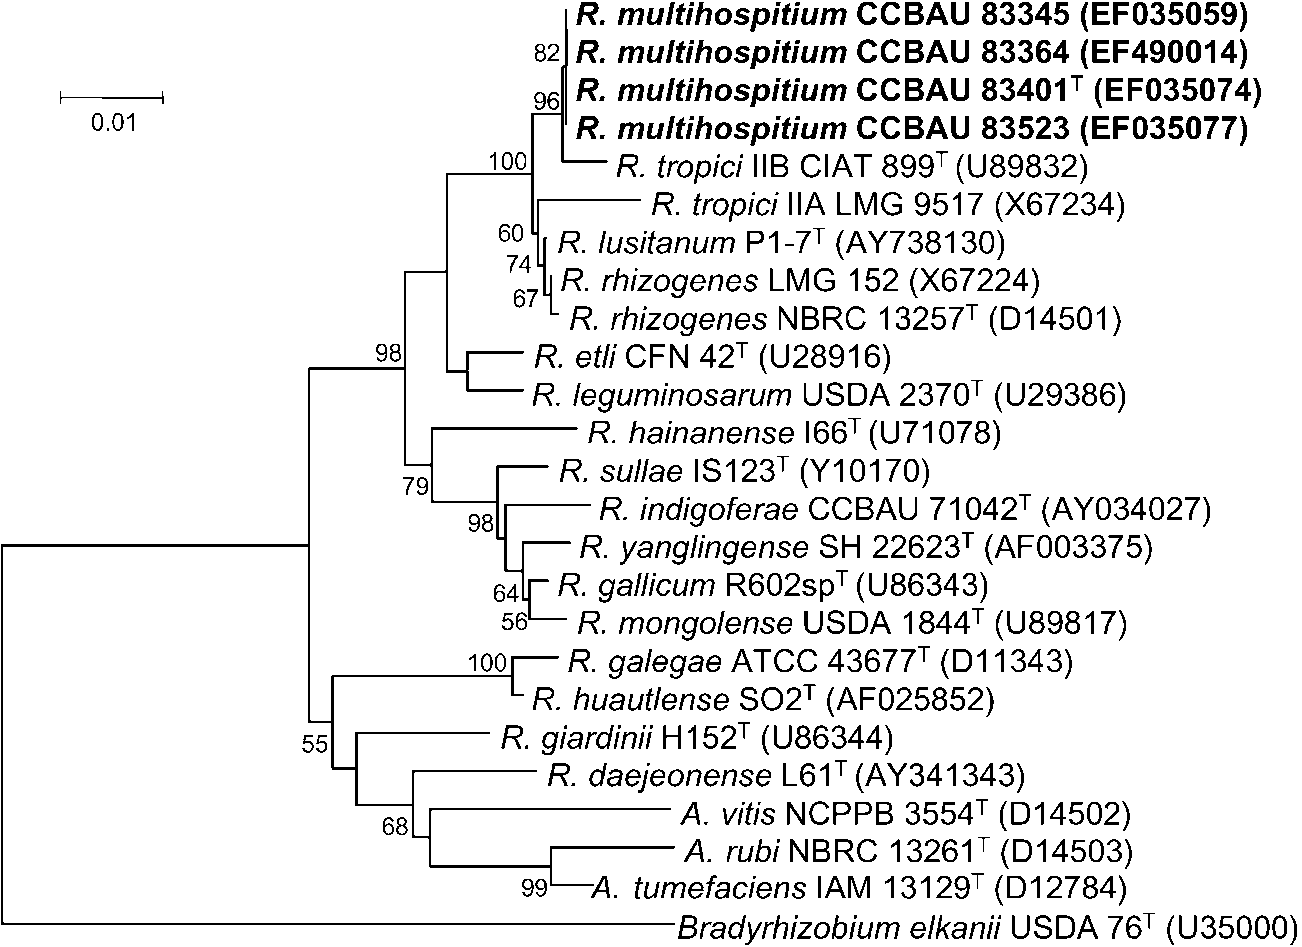 R. multihospitium CCBAU 83345 (EF035059)
82
R. multihospitium CCBAU 83364 (EF490014)
R. multihospitium CCBAU 83401ᵀ (EF035074)
96
0.01
R. multihospitium CCBAU 83523 (EF035077)
100
R. tropici IIB CIAT 899ᵀ (U89832)
R. tropici IIA LMG 9517 (X67234)
60
R. lusitanum P1-7ᵀ (AY738130)
74
R. rhizogenes LMG 152 (X67224)
67
R. rhizogenes NBRC 13257ᵀ (D14501)
98
R. etli CFN 42ᵀ (U28916)
R. leguminosarum USDA 2370ᵀ (U29386)
R. hainanense I66ᵀ (U71078)
R. sullae IS123ᵀ (Y10170)
79
R. indigoferae CCBAU 71042ᵀ (AY034027)
98
R. yanglingense SH 22623ᵀ (AF003375)
R. gallicum R602spᵀ (U86343)
64
56
R. mongolense USDA 1844ᵀ (U89817)
100
R. galegae ATCC 43677ᵀ (D11343)
R. huautlense SO2ᵀ (AF025852)
55
R. giardinii H152ᵀ (U86344)
R. daejeonense L61ᵀ (AY341343)
A. vitis NCPPB 3554ᵀ (D14502)
68
A. rubi NBRC 13261ᵀ (D14503)
99
A. tumefaciens IAM 13129ᵀ (D12784)
Bradyrhizobium elkanii USDA 76ᵀ (U35000)